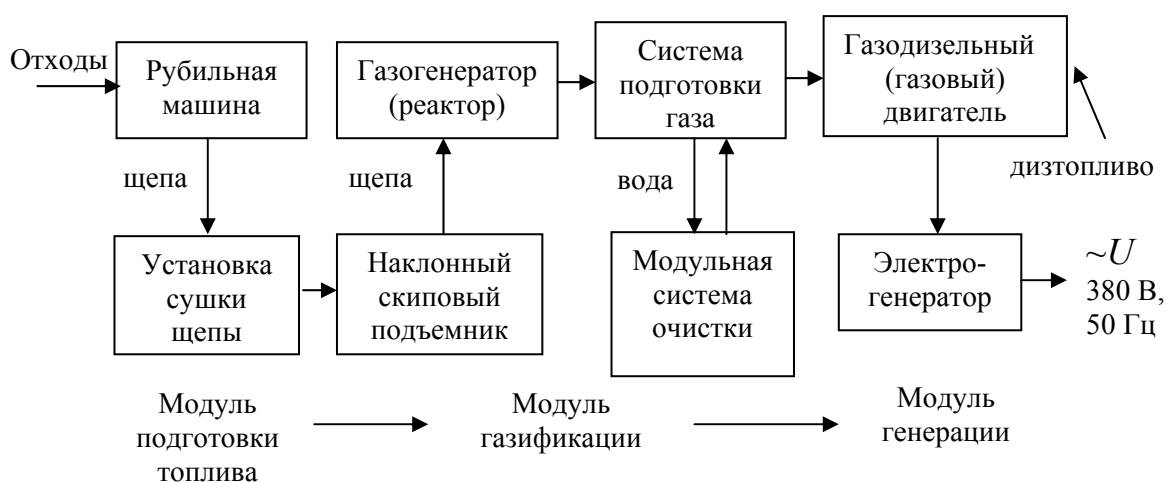 Отходы
Рубильная
машина
Газогенератор
(реактор)
Система
подготовки
газа
Газодизельный
(газовый)
двигатель
щепа
щепа
вода
дизтопливо
Установка
сушки
щепы
Наклонный
скиповый
подъемник
Модульная
система
очистки
Электро-
генератор
~U
380 В,
50 Гц
Модуль
подготовки
топлива
Модуль
газификации
Модуль
генерации